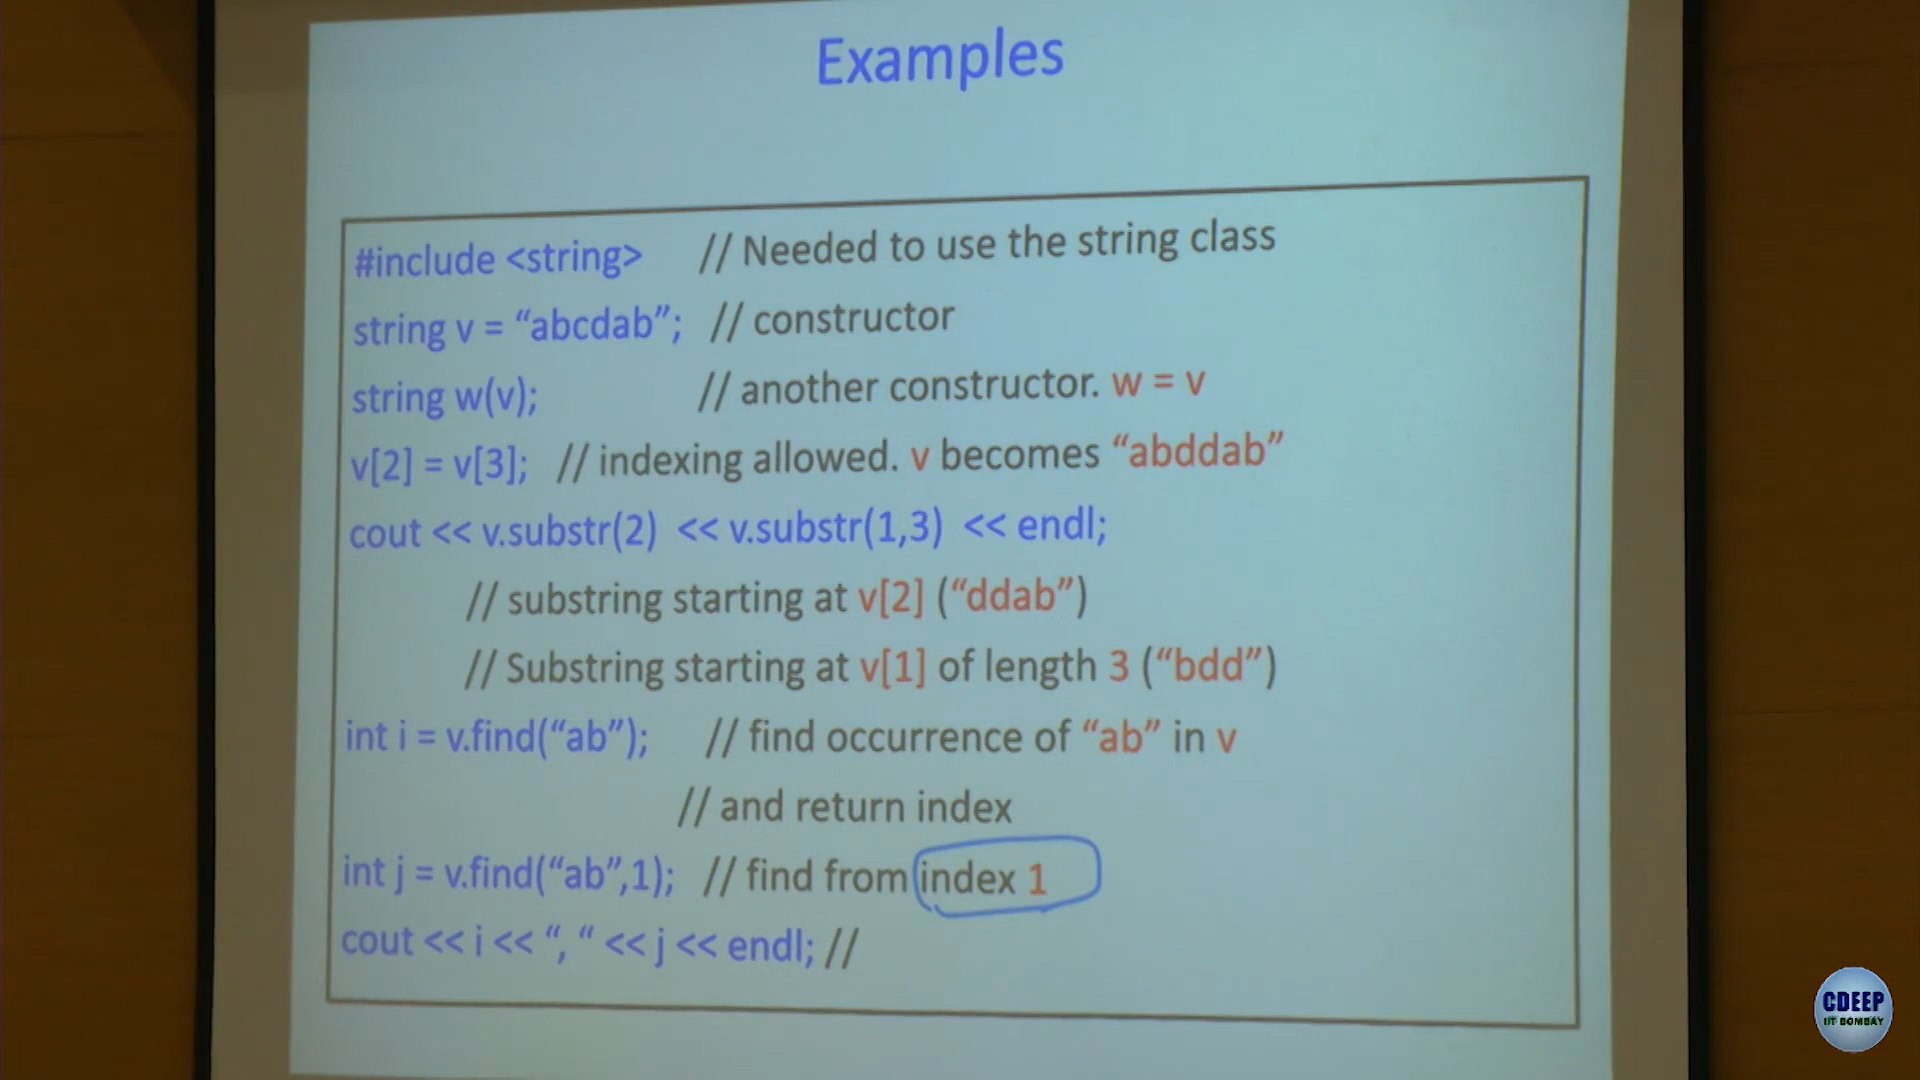 Examples
#include <string> // Needed to use the string class
string v = “abcdab”; // constructor
string w(v); // another constructor. w = v
v[2] = v[3]; // indexing allowed. v becomes “abddab”
cout << v.substr(2) << v.substr(1,3) << endl;
// substring starting at v[2] (“ddab”)
// Substring starting at v[1] of length 3 (“bdd”)
int i = v.find(“ab”); // find occurrence of “ab” in v
// and return index
int j = v.find(“ab”,1); // find from index 1
cout << i << “, “ << j << endl; //
CDEEP
IIT BOMBAY